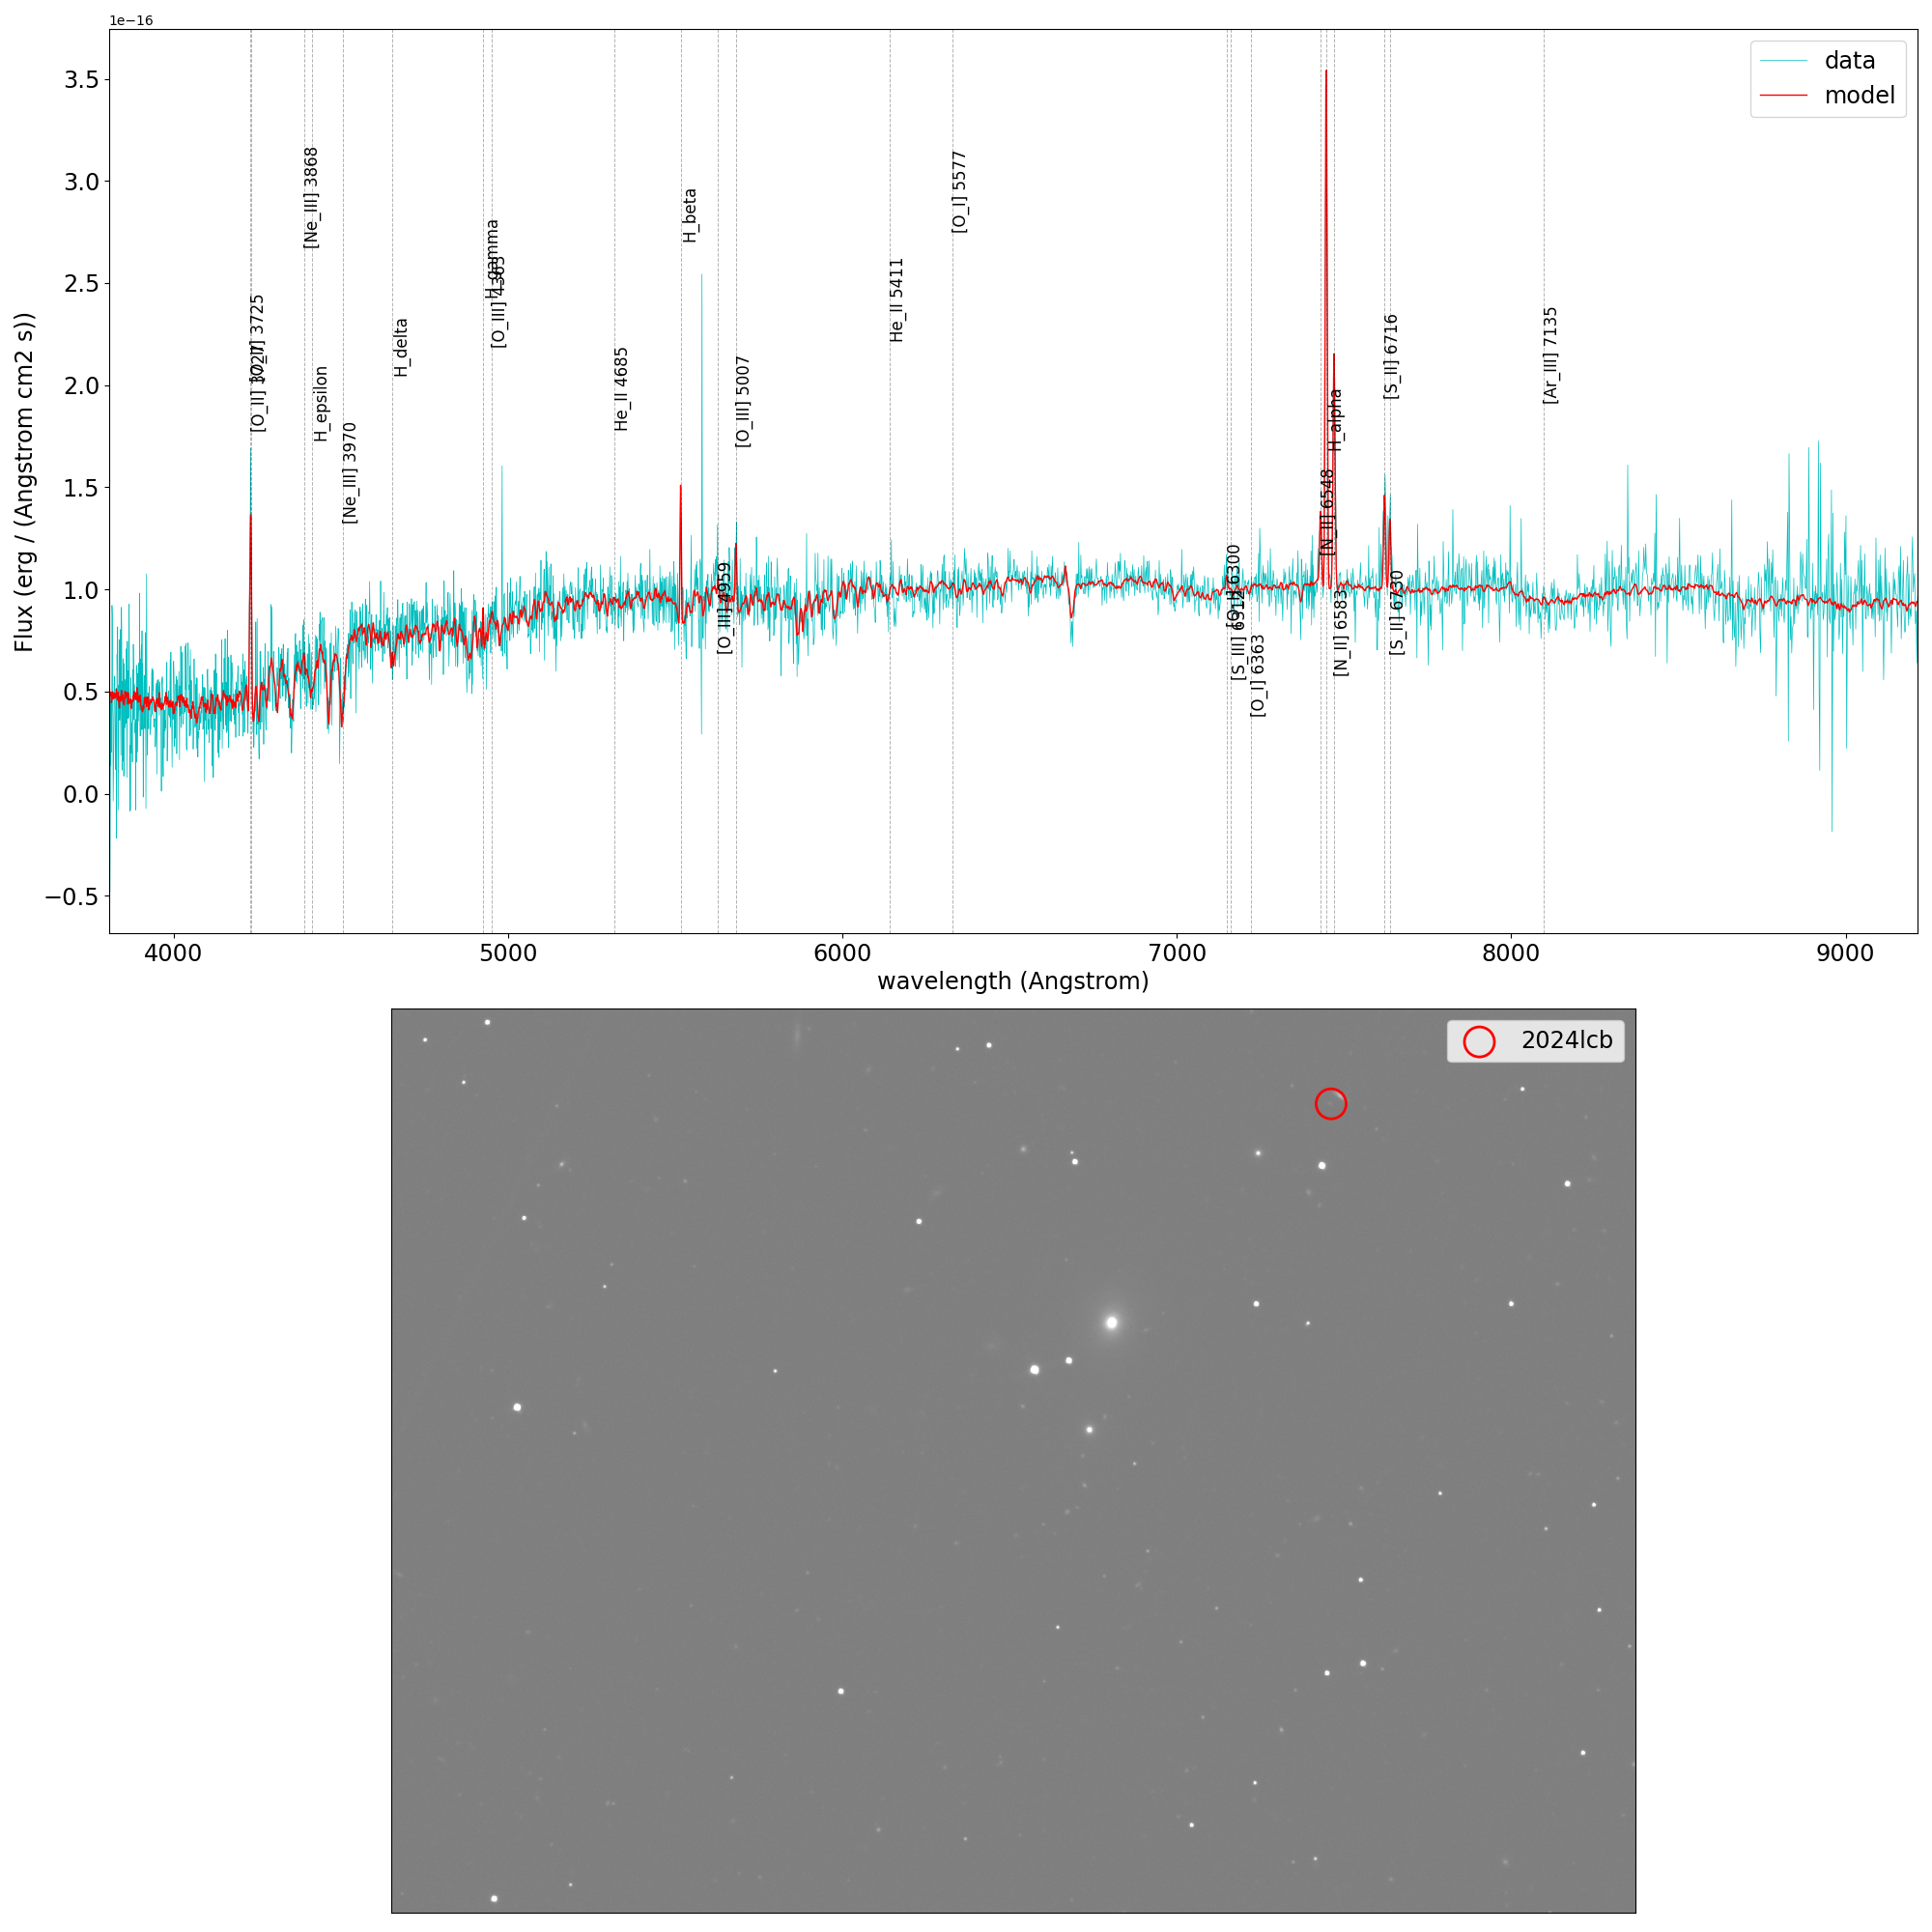 1e−16
data
model
3.5
3.0
2.5
2.0
1.5
1.0
0.5
0.0
−0.5
Flux (erg / (Angstrom cm2 s))
[O_II] 3727
[Ne_III] 3868
H_epsilon
[Ne_III] 3970
H_delta
H_gamma
[O_III] 4363
He_II 4685
H_beta
[O_III] 4959
[O_III] 5007
He_II 5411
[O_I] 5577
[O_I] 6300
[S_III] 6312
[O_I] 6363
[N_II] 6548
H_alpha
[N_II] 6583
[S_II] 6716
[S_II] 6730
[Ar_III] 7135
4000
5000
6000
7000
8000
9000
wavelength (Angstrom)
2024lcb